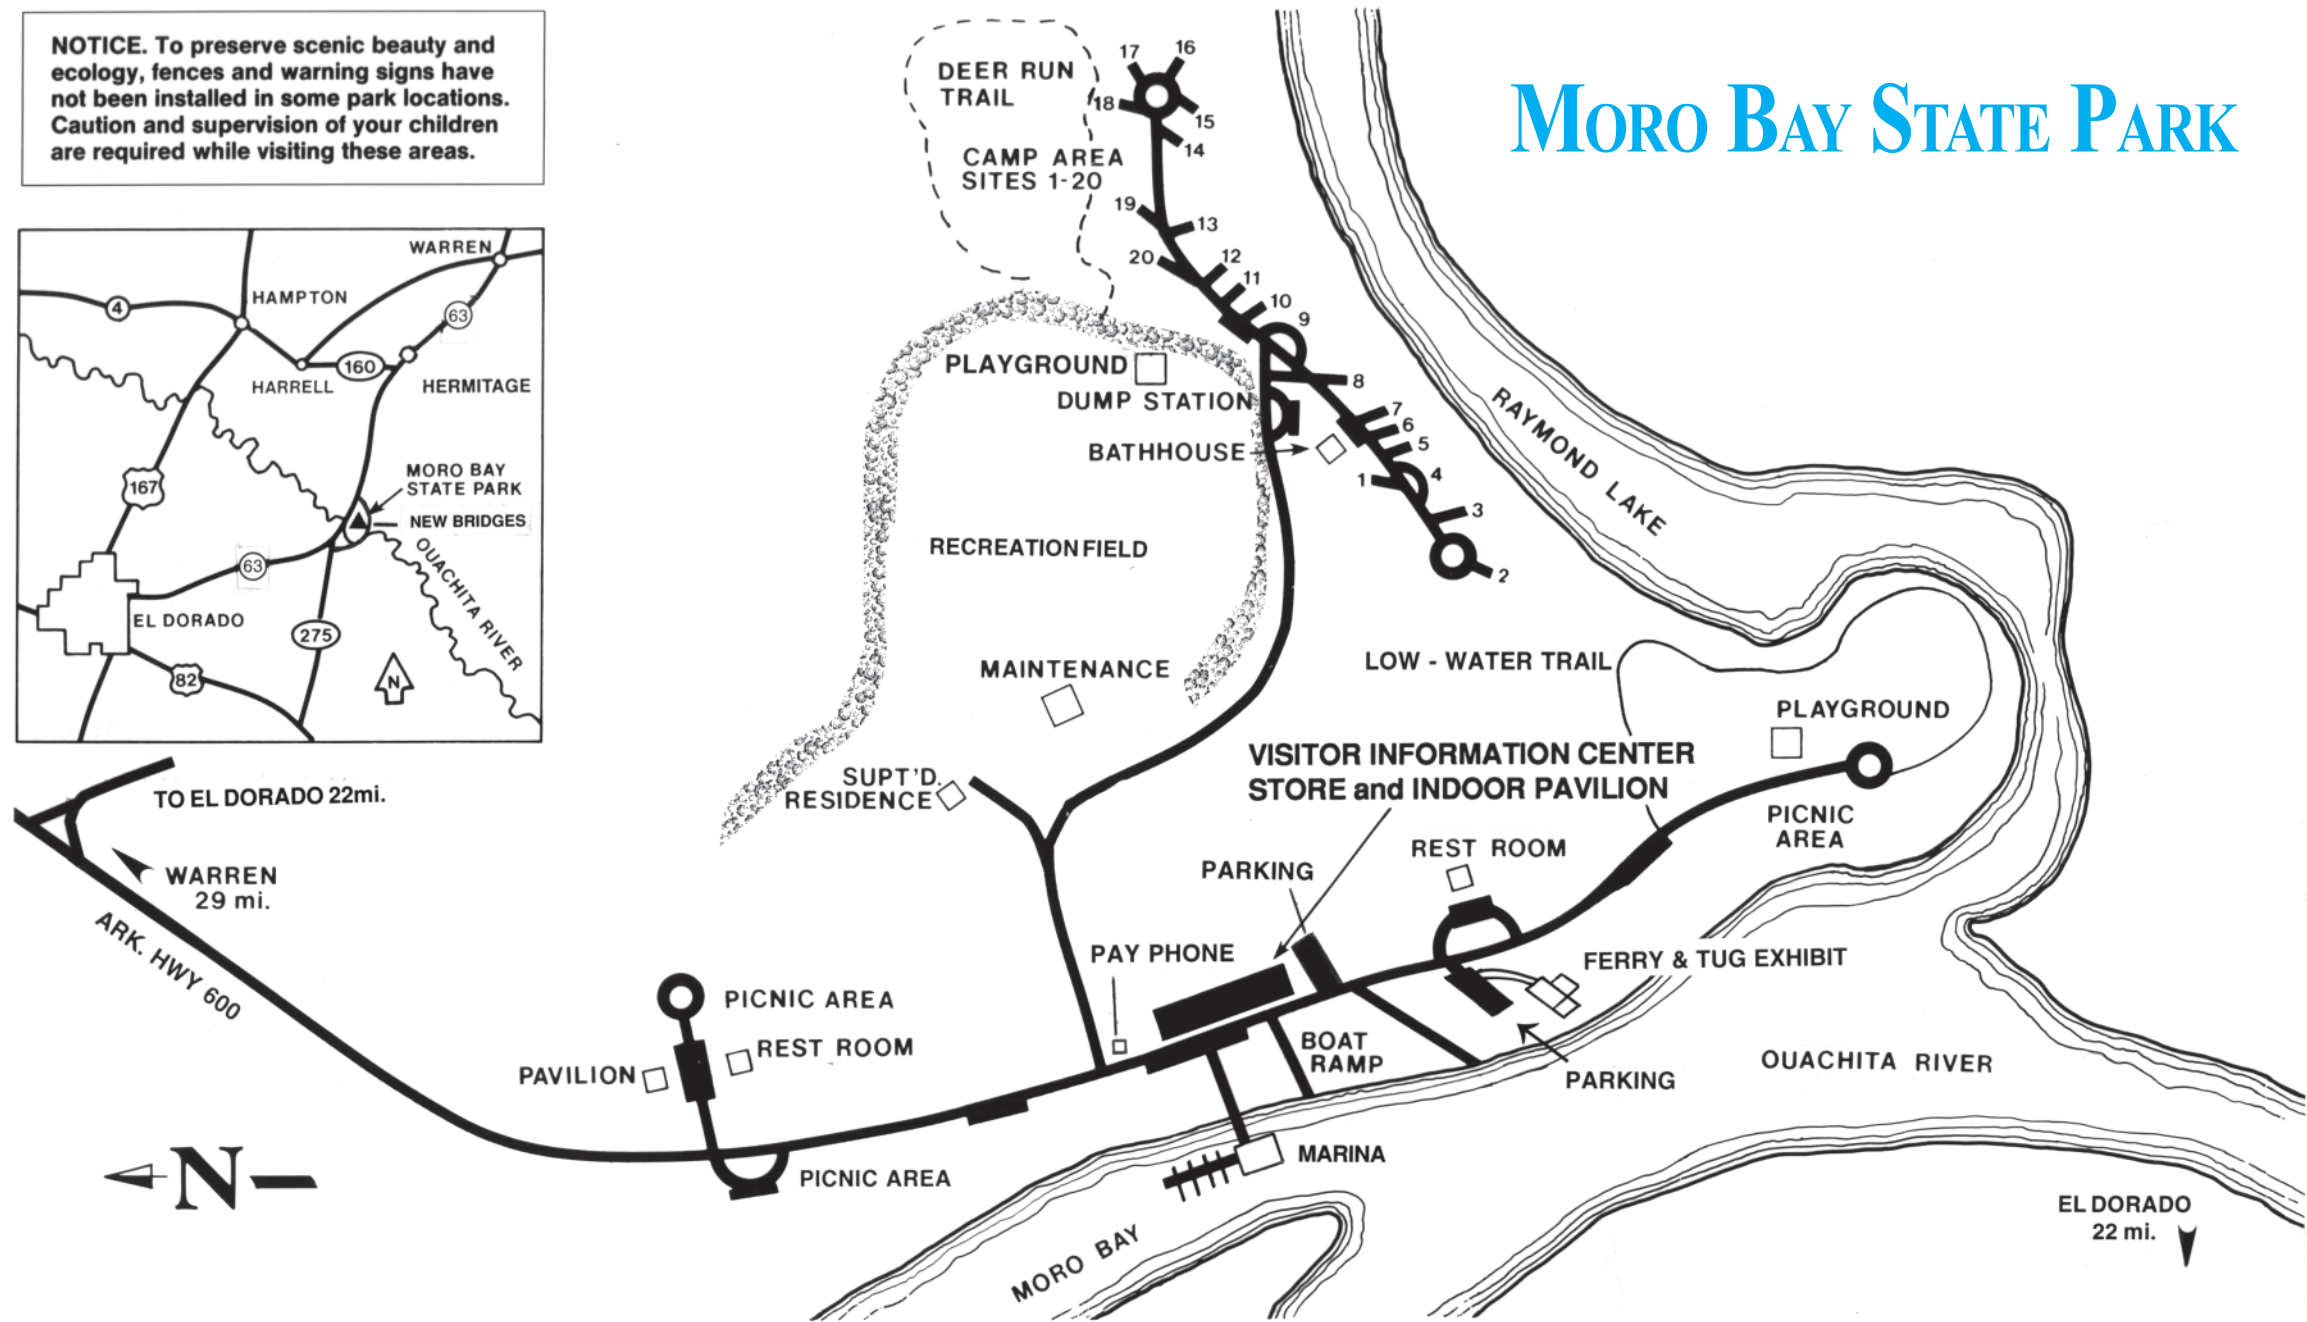 NOTICE. To preserve scenic beauty and
ecology, fences and warning signs have
not been installed in some park locations.
Caution and supervision of your children
are required while visiting these areas.
MORO BAY STATE PARK
WARREN
HAMPTON
4
63
160
HARRELL
HERMITAGE
167
MORO BAY
STATE PARK
NEW BRIDGES
OUACHITA RIVER
63
EL DORADO
275
82
N
DEER RUN
TRAIL
CAMP AREA
SITES 1-20
17
16
18
15
14
19
13
20
12
11
10
9
8
7
6
5
4
1
3
2
PLAYGROUND
DUMP STATION
BATHHOUSE
RECREATION FIELD
MAINTENANCE
SUPT'D.
RESIDENCE
RAYMOND LAKE
LOW - WATER TRAIL
PLAYGROUND
PICNIC
AREA
VISITOR INFORMATION CENTER
STORE and INDOOR PAVILION
REST ROOM
PARKING
PAY PHONE
FERRY & TUG EXHIBIT
PARKING
BOAT
RAMP
OUACHITA RIVER
MARINA
MORO BAY
TO EL DORADO 22mi.
WARREN
29 mi.
ARK. HWY 600
PICNIC AREA
REST ROOM
PAVILION
PICNIC AREA
N
EL DORADO
22 mi.